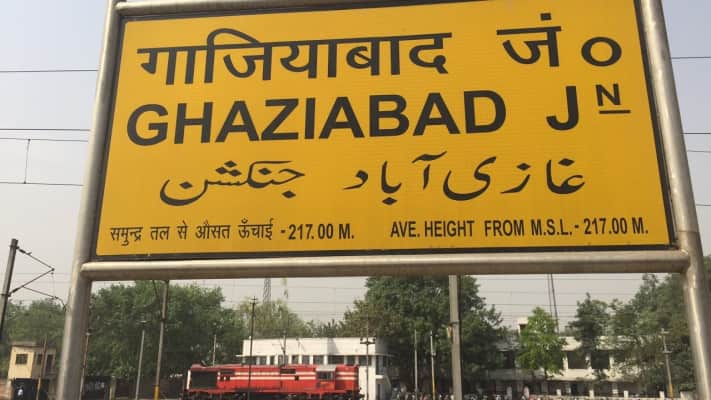 गाजियाबाद जं०
GHAZIABAD JN
غازی آباد جنکشن
समुन्द्र तल से औसत ऊँचाई -217.00 M. AVE. HEIGHT FROM M.S.L.- 217.00 M.